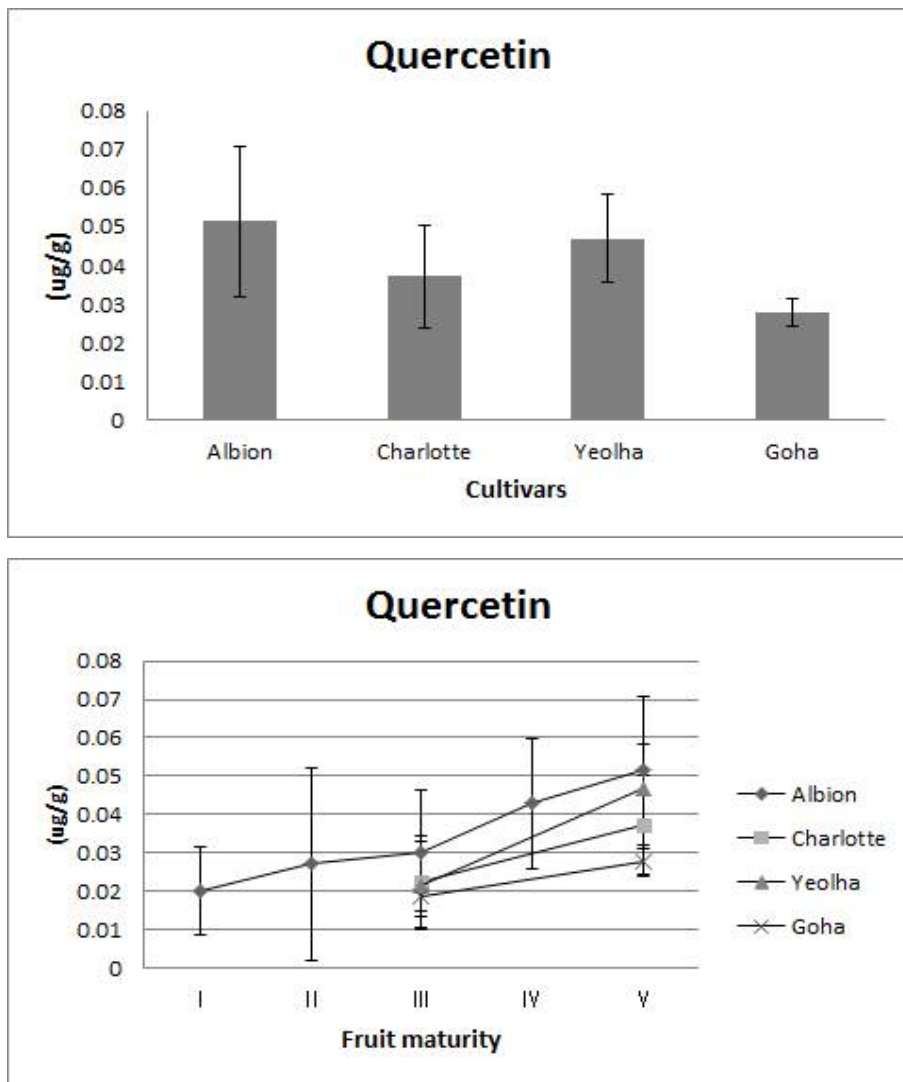 Quercetin
0.08
0.07
0.06
0.05
0.04
0.03
0.02
0.01
0
(ug/g)
Albion Charlotte Yeolha Goha
Cultivars
Quercetin
0.08
0.07
0.06
0.05
0.04
0.03
0.02
0.01
0
(ug/g)
I II III IV V
Fruit maturity
Albion
Charlotte
Yeolha
Goha